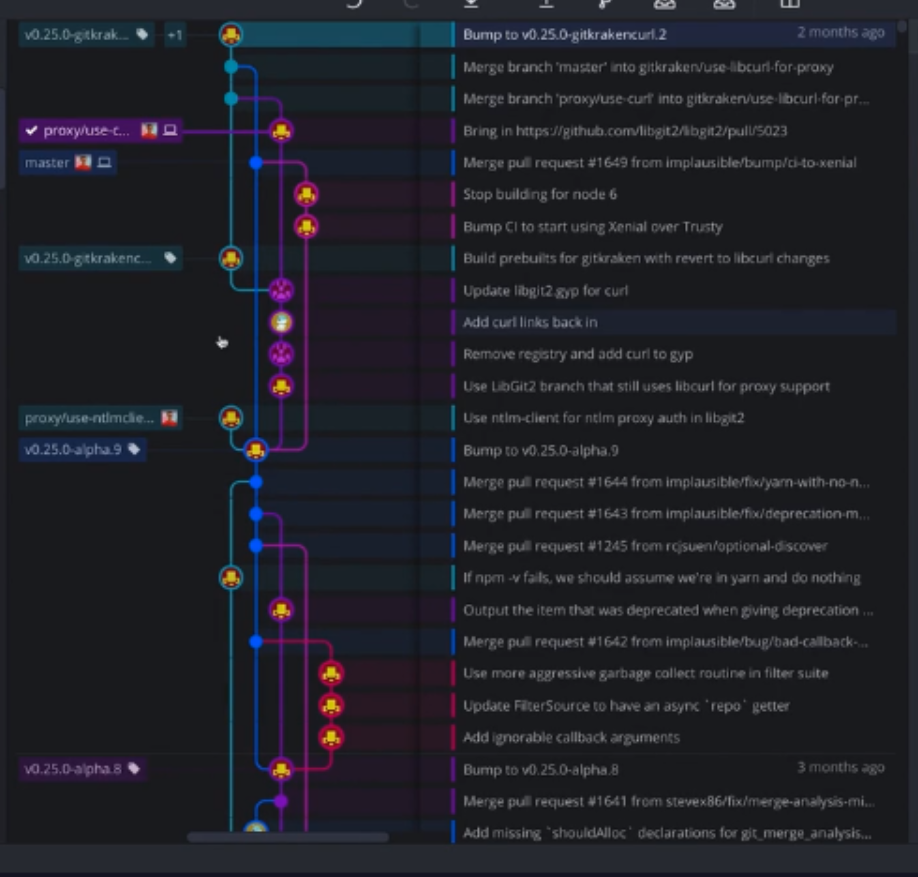 v0.25.0-gitkrak... +1 Bump to v0.25.0-gitkrakencurl.2 2 months ago
Merge branch 'master' into gitkraken/use-libcurl-for-proxy
Merge branch 'proxy/use-curl' into gitkraken/use-libcurl-for-pr...
proxy/use-c... Bring in https://github.com/libgit2/libgit2/pull/5023
master Merge pull request #1649 from implausible/bump/ci-to-xenial
Stop building for node 6
Bump CI to start using Xenial over Trusty
v0.25.0-gitkrakenc... Build prebuilts for gitkraken with revert to libcurl changes
Update libgit2.gyp for curl
Add curl links back in
Remove registry and add curl to gyp
Use LibGit2 branch that still uses libcurl for proxy support
proxy/use-ntlmclie... Use ntlm-client for ntlm proxy auth in libgit2
v0.25.0-alpha.9 Bump to v0.25.0-alpha.9
Merge pull request #1644 from implausible/fix/yarn-with-no-n...
Merge pull request #1643 from implausible/fix/deprecation-m...
Merge pull request #1245 from rcjsuen/optional-discover
If npm -v fails, we should assume we're in yarn and do nothing
Output the item that was deprecated when giving deprecation ...
Merge pull request #1642 from implausible/bug/bad-callback-...
Use more aggressive garbage collect routine in filter suite
Update FilterSource to have an async `repo` getter
Add ignorable callback arguments
v0.25.0-alpha.8 Bump to v0.25.0-alpha.8 3 months ago
Merge pull request #1641 from stevex86/fix/merge-analysis-mi...
Add missing `shouldAlloc` declarations for git_merge_analysis...